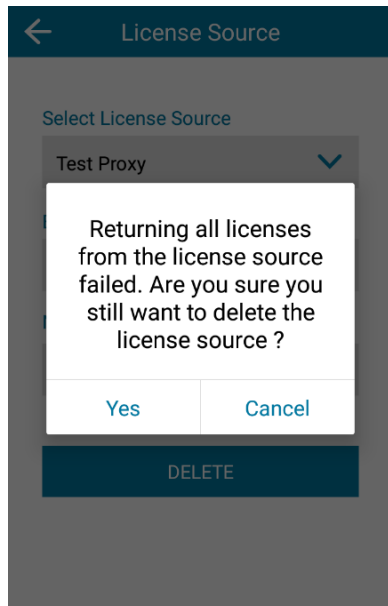 License Source
Select License Source
Test Proxy
Returning all licenses
from the license source
failed. Are you sure you
still want to delete the
license source ?
Yes
Cancel
DELETE